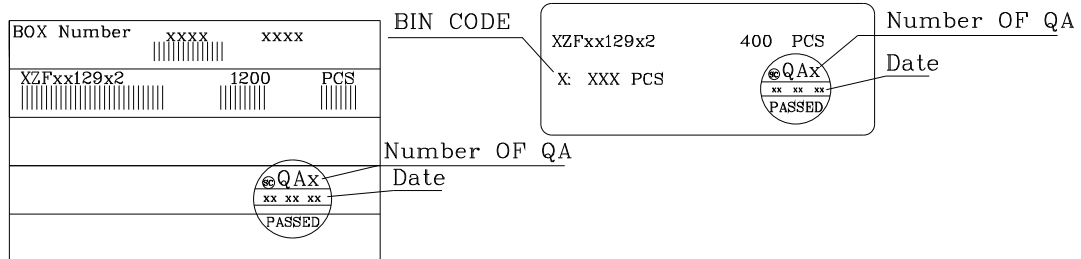 BOX Number xxxx xxxx
XZFxx129x2 1200 PCS
QAx
xx xx xx
PASSED
Number OF QA
Date
BIN CODE
XZFxx129x2 400 PCS
X: XXX PCS
QAx
xx xx xx
PASSED
Number OF QA
Date